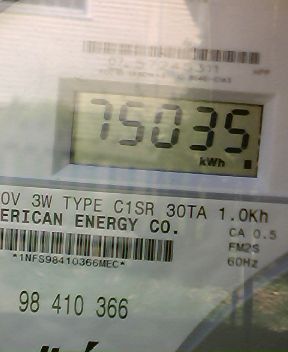 75035
kWh
0V 3W TYPE C1SR 30TA 1.0Kh
ERICAN ENERGY CO.
CA 0.5
FM2S
60Hz
*1NFS98410366MEC*
98 410 366